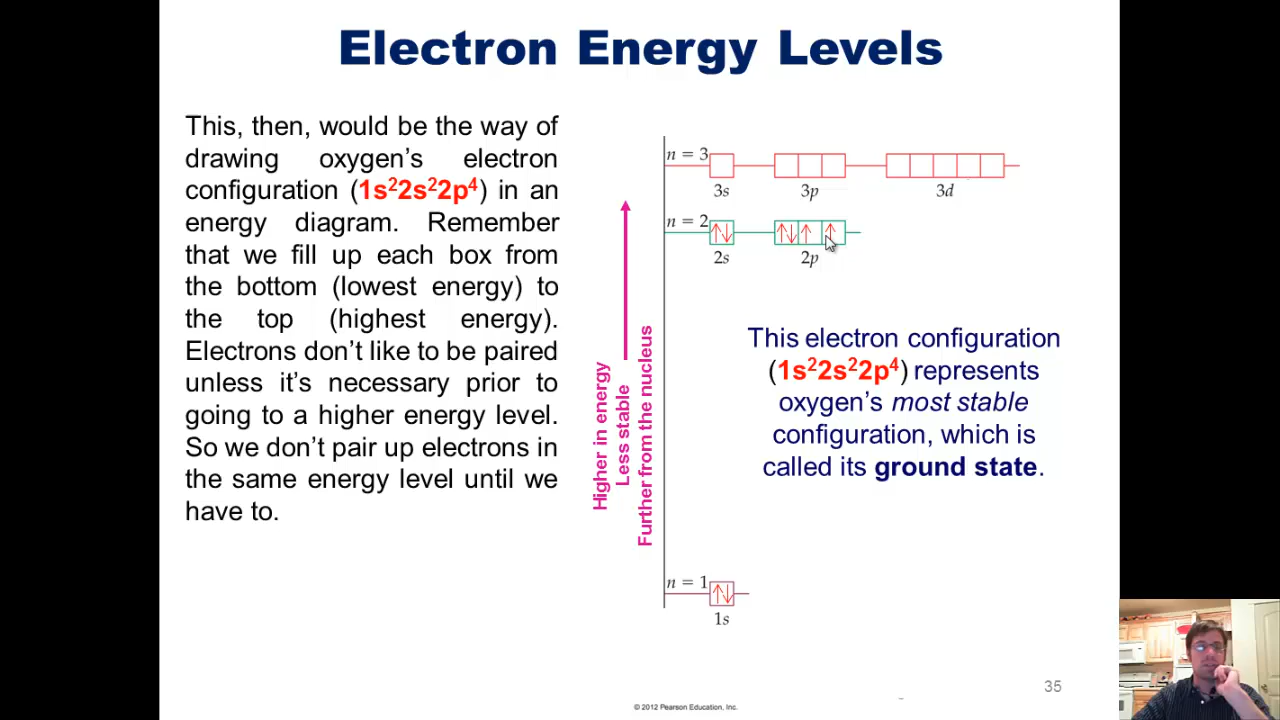 Electron Energy Levels
This, then, would be the way of
drawing oxygen’s electron
configuration (1s²2s²2p⁴) in an
energy diagram. Remember
that we fill up each box from
the bottom (lowest energy) to
the top (highest energy).
Electrons don’t like to be paired
unless it’s necessary prior to
going to a higher energy level.
So we don’t pair up electrons in
the same energy level until we
have to.
Higher in energy
Less stable
Further from the nucleus
n = 3
3s 3p 3d
n = 2
2s 2p
This electron configuration
(1s²2s²2p⁴) represents
oxygen’s most stable
configuration, which is
called its ground state.
n = 1
1s
35
© 2012 Pearson Education, Inc.